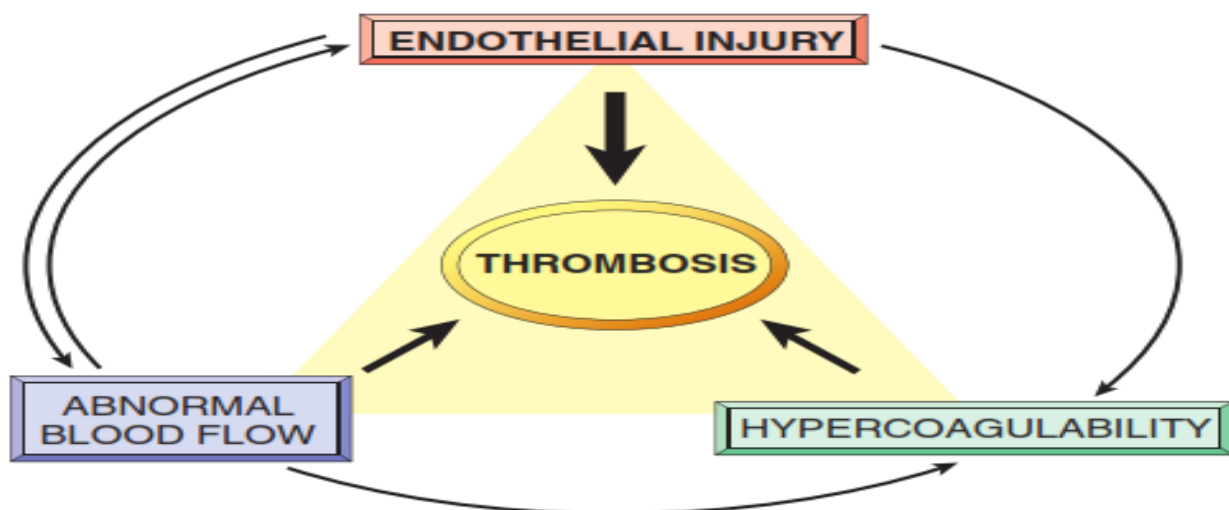 ENDOTHELIAL INJURY
THROMBOSIS
ABNORMAL
BLOOD FLOW
HYPERCOAGULABILITY